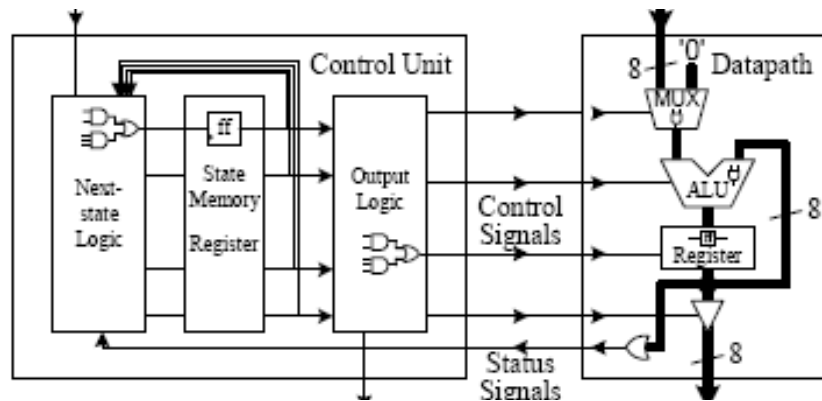 Control Unit
Next-
state
Logic
ff
State
Memory
Register
Output
Logic
Control
Signals
Status
Signals
8
'0'
Datapath
MUX
ALU
8
ff
Register
8